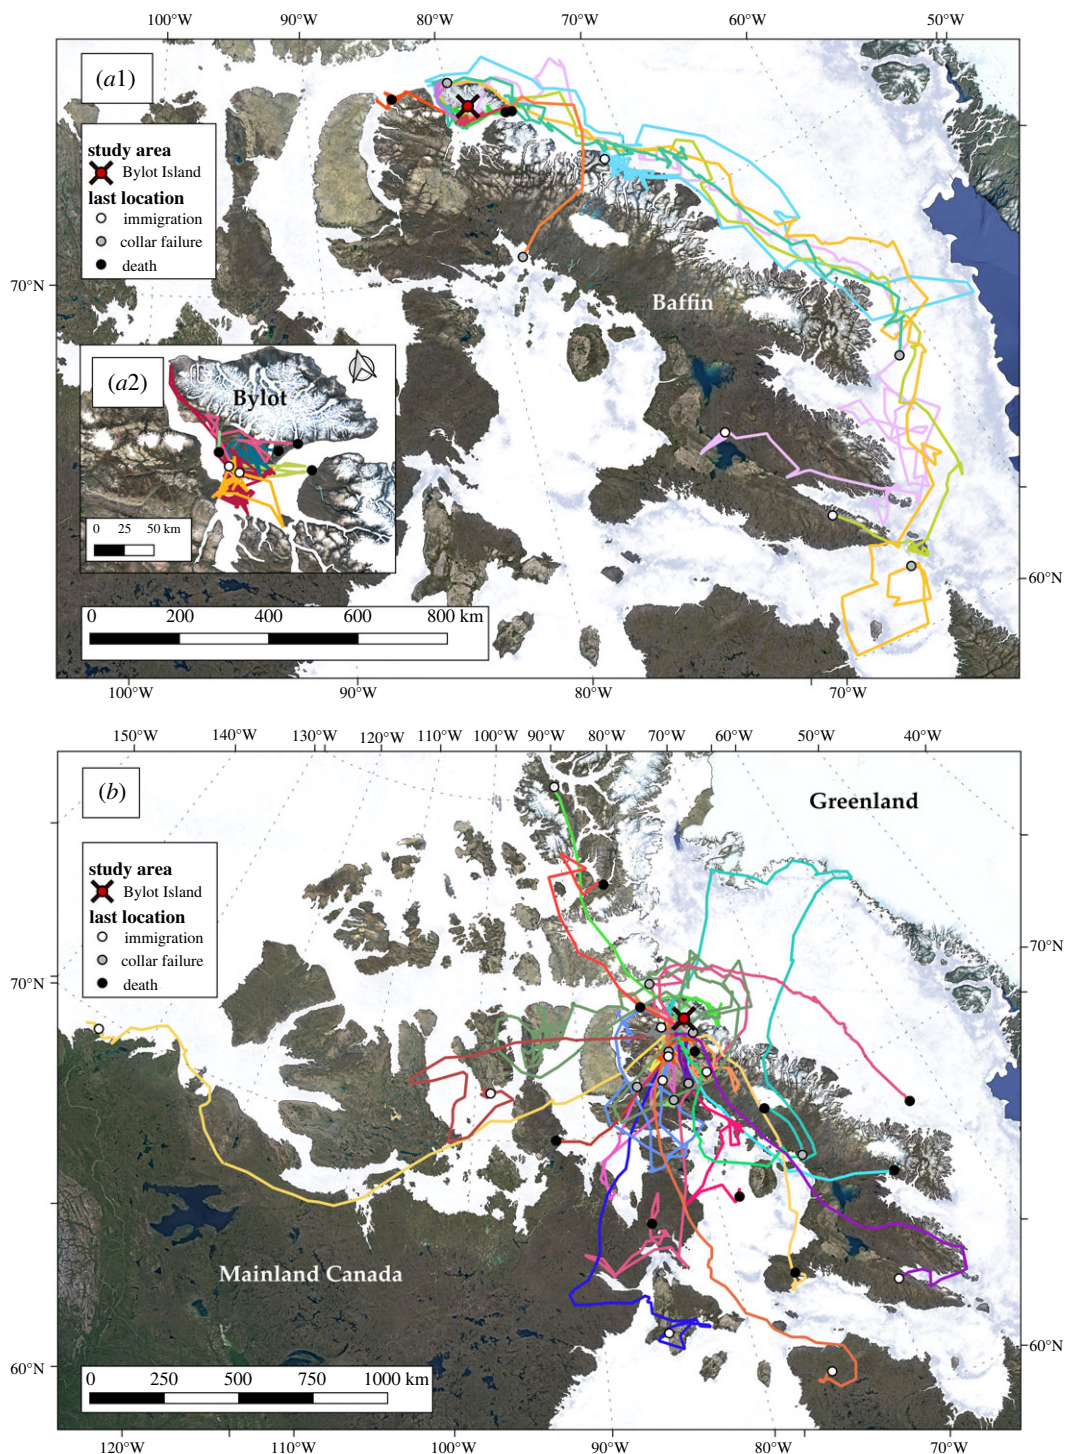 100°W 90°W 80°W 70°W 60°W 50°W
(a1)
study area
Bylot Island
last location
immigration
collar failure
death
70°N
Baffin
(a2)
Bylot
0 25 50 km
60°N
0 200 400 600 800 km
100°W 90°W 80°W 70°W
150°W 140°W 130°W 120°W 110°W 100°W 90°W 80°W 70°W 60°W 50°W 40°W
(b)
Greenland
study area
Bylot Island
last location
immigration
collar failure
death
70°N
70°N
Mainland Canada
60°N
60°N
0 250 500 750 1000 km
120°W 110°W 100°W 90°W 80°W 70°W